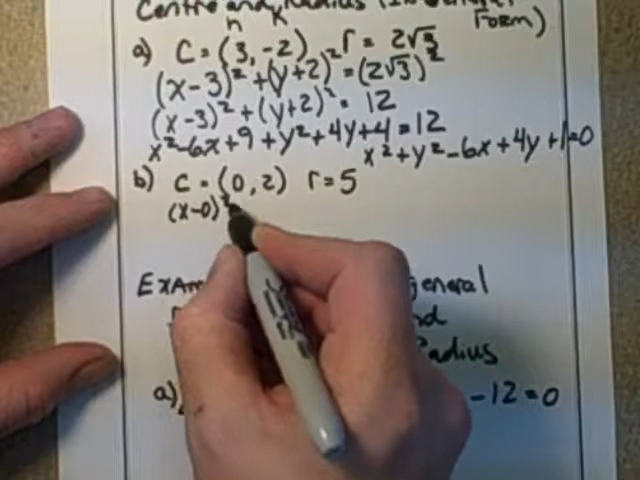 Centre and Radius (in General Form)
h k
a) C = (3, -2) r = 2√3
(x-3)² + (y+2)² = (2√3)²
(x-3)² + (y+2)² = 12
x²-6x+9 + y²+4y+4 = 12
x²+y²-6x+4y+1=0
b) C = (0, 2) r = 5
(x-0)²
general
Radius
a)
-12=0